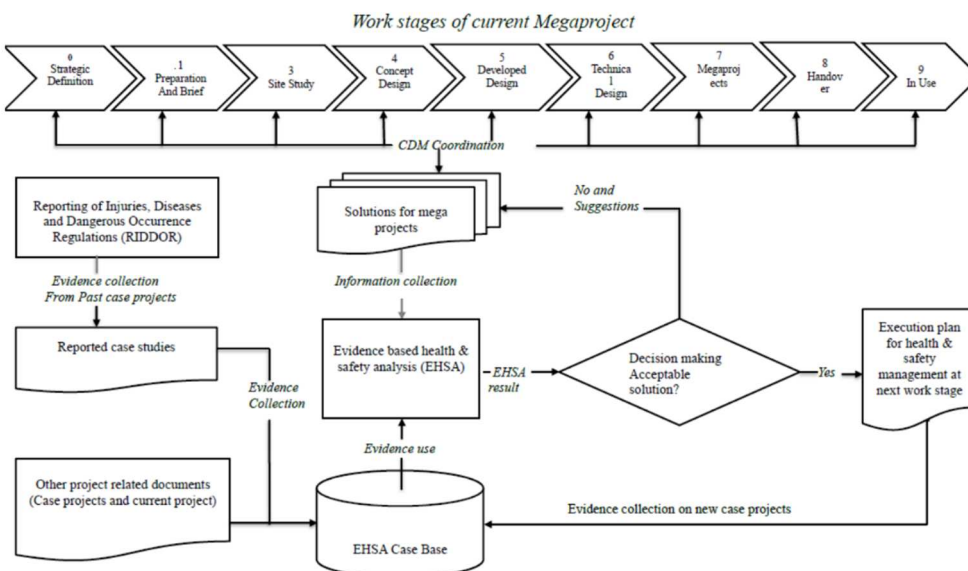 Work stages of current Megaproject
0
Strategic
Definition
.1
Preparation
And Brief
3
Site Study
4
Concept
Design
5
Developed
Design
6
Technica
l
Design
7
Megaproj
ects
8
Handov
er
9
In Use
CDM Coordination
Reporting of Injuries, Diseases
and Dangerous Occurrence
Regulations (RIDDOR)
Solutions for mega
projects
No and
Suggestions
Evidence collection
From Past case projects
Information collection
Reported case studies
Evidence based health &
safety analysis (EHSA)
EHSA
result
Decision making
Acceptable
solution?
Yes
Execution plan
for health &
safety
management at
next work stage
Evidence
Collection
Evidence use
Other project related documents
(Case projects and current project)
Evidence collection on new case projects
EHSA Case Base